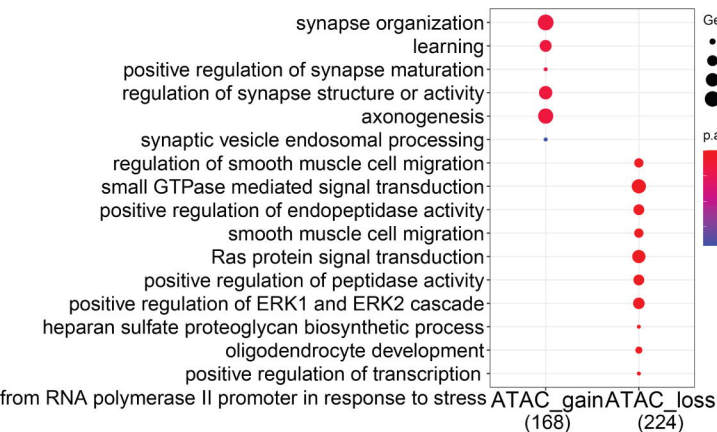 synapse organization
learning
positive regulation of synapse maturation
regulation of synapse structure or activity
axonogenesis
synaptic vesicle endosomal processing
regulation of smooth muscle cell migration
small GTPase mediated signal transduction
positive regulation of endopeptidase activity
smooth muscle cell migration
Ras protein signal transduction
positive regulation of peptidase activity
positive regulation of ERK1 and ERK2 cascade
heparan sulfate proteoglycan biosynthetic process
oligodendrocyte development
positive regulation of transcription
from RNA polymerase II promoter in response to stress
ATAC_gain ATAC_loss
(168) (224)
Ge
p.a